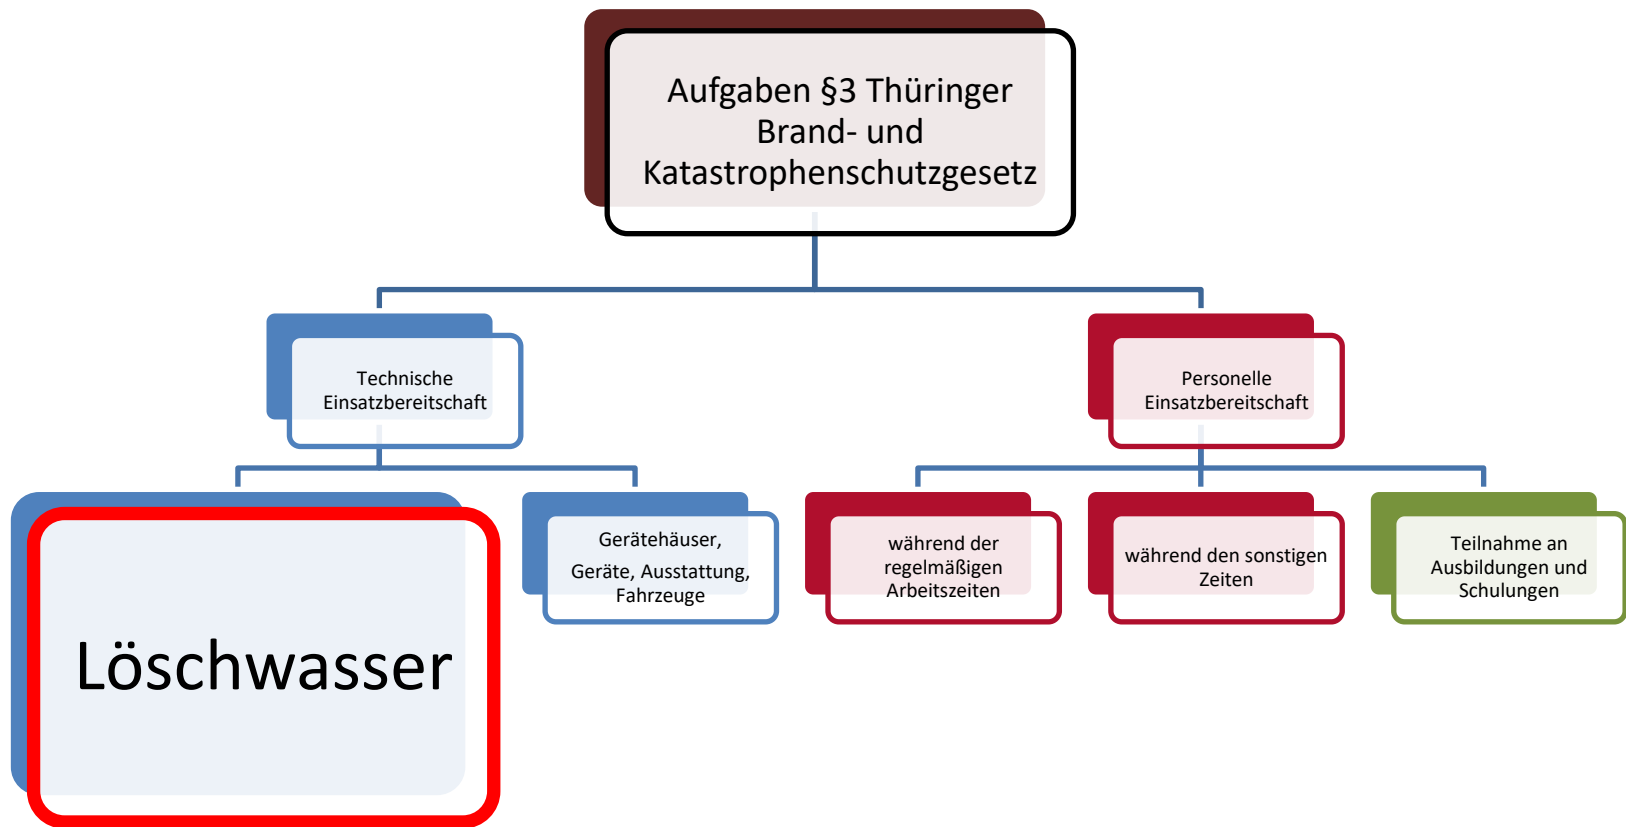 Aufgaben §3 Thüringer
Brand- und
Katastrophenschutzgesetz
Technische
Einsatzbereitschaft
Personelle
Einsatzbereitschaft
Löschwasser
Gerätehäuser,
Geräte, Ausstattung,
Fahrzeuge
während der
regelmäßigen
Arbeitszeiten
während den sonstigen
Zeiten
Teilnahme an
Ausbildungen und
Schulungen